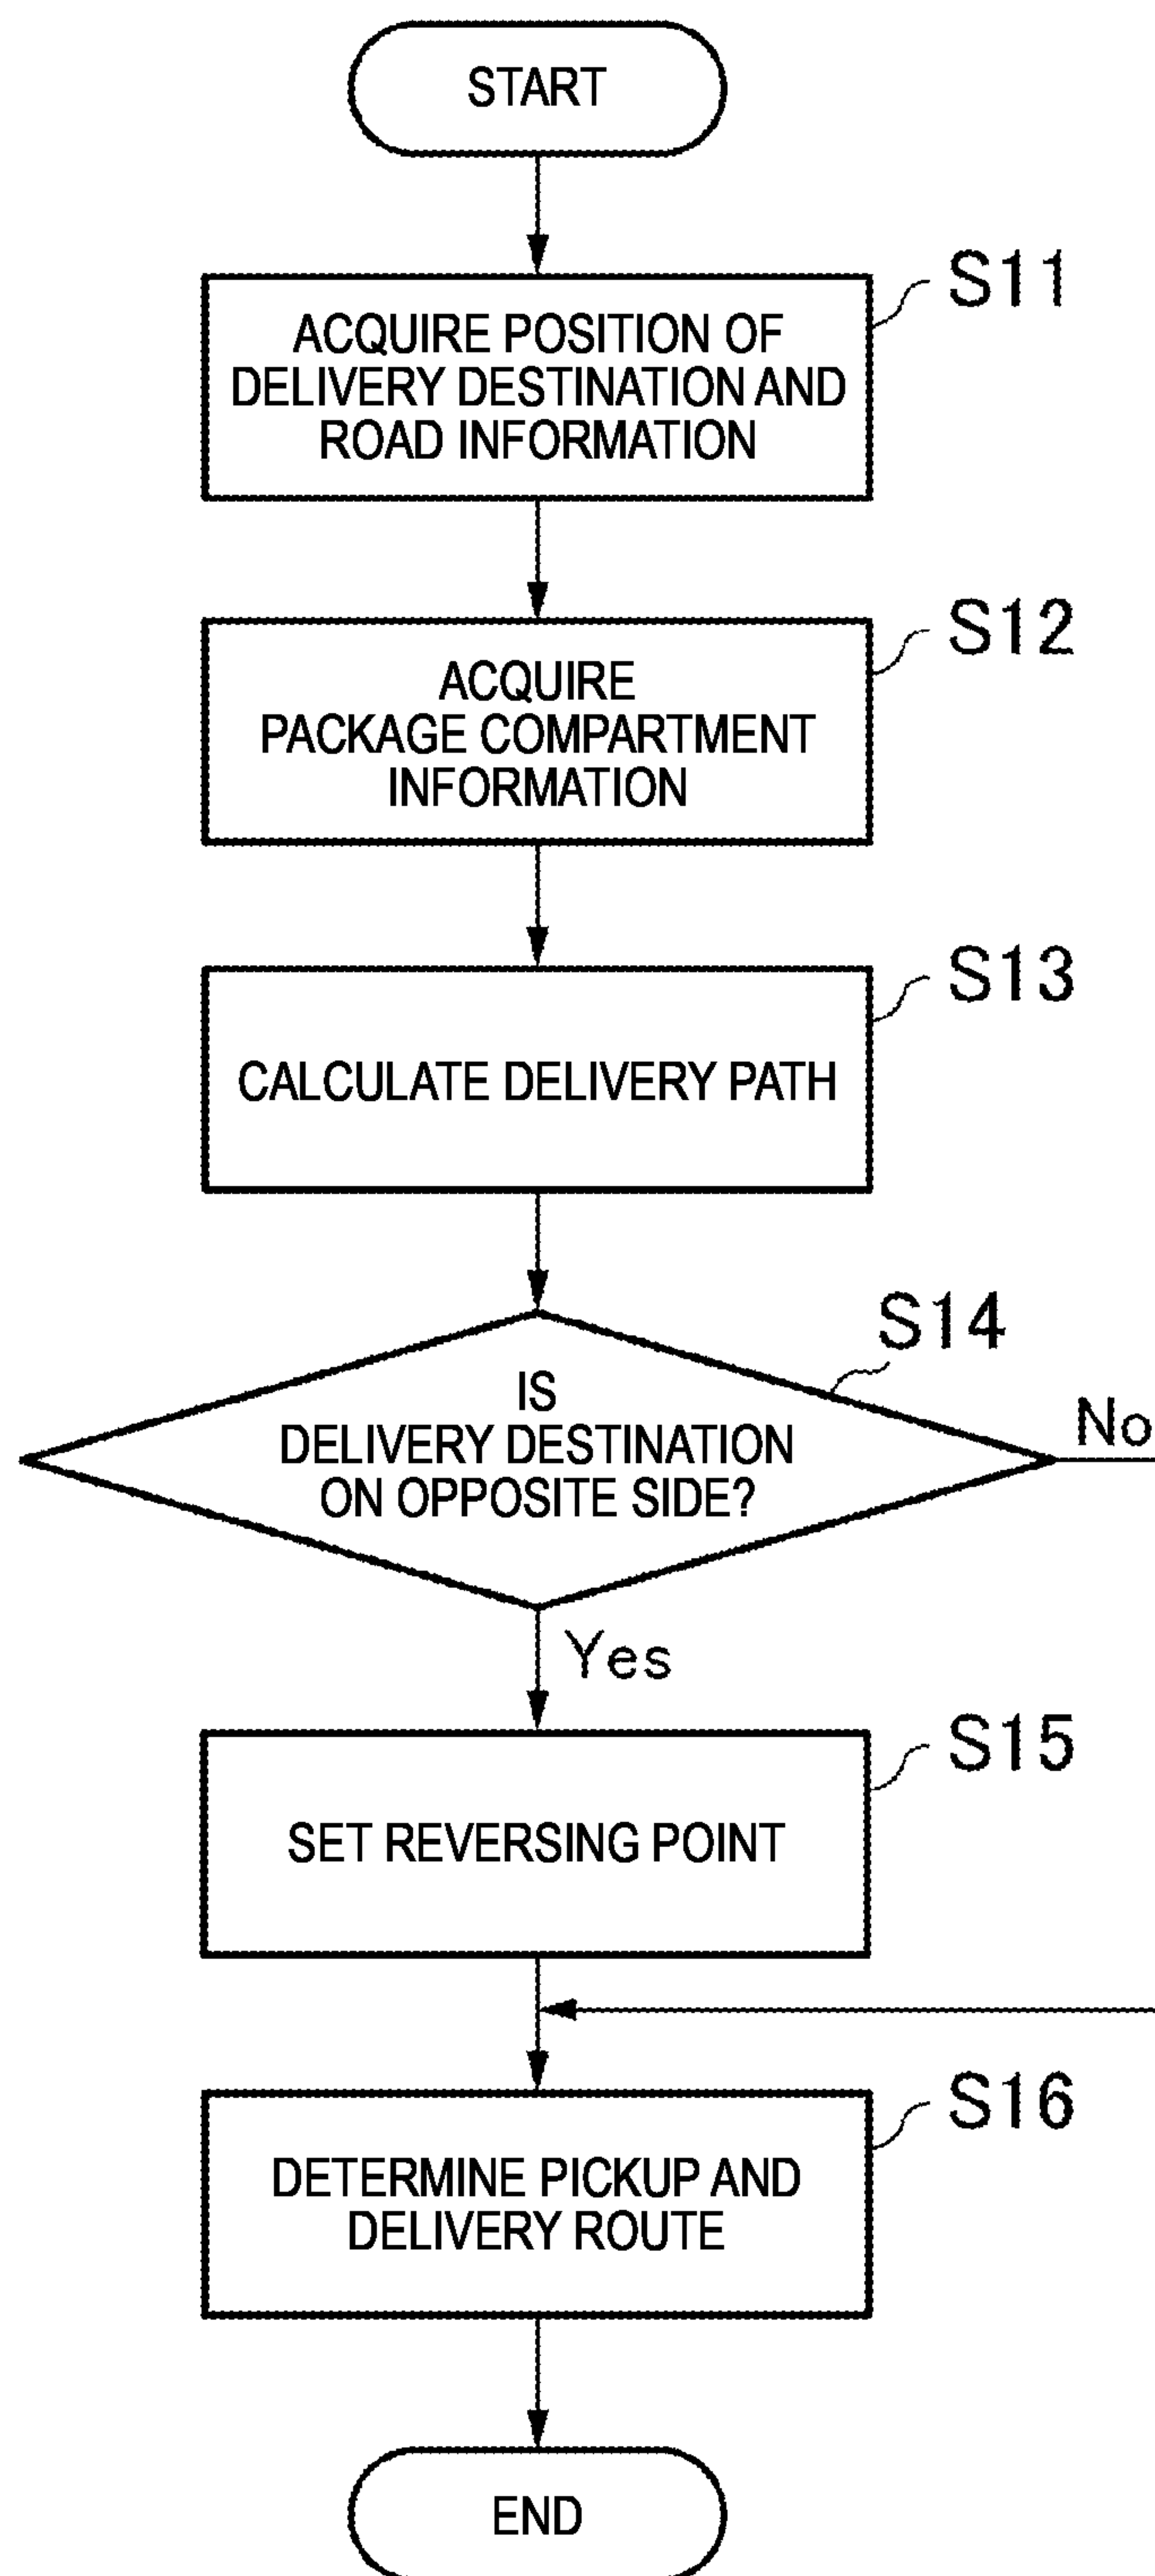 START
S11
ACQUIRE POSITION OF
DELIVERY DESTINATION AND
ROAD INFORMATION
S12
ACQUIRE
PACKAGE COMPARTMENT
INFORMATION
S13
CALCULATE DELIVERY PATH
S14
IS
DELIVERY DESTINATION
ON OPPOSITE SIDE?
No
Yes
S15
SET REVERSING POINT
S16
DETERMINE PICKUP AND
DELIVERY ROUTE
END